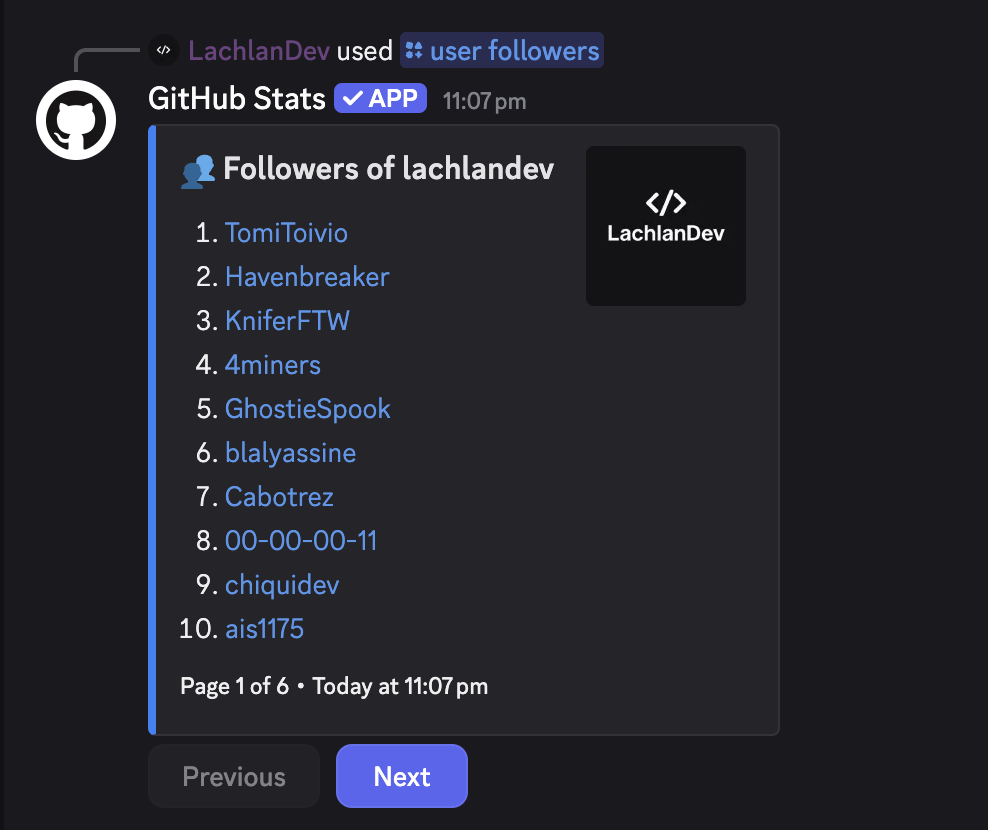 </> LachlanDev used user followers
GitHub Stats ✓ APP 11:07 pm
Followers of lachlandev
</>
LachlanDev
1. TomiToivio
2. Havenbreaker
3. KniferFTW
4. 4miners
5. GhostieSpook
6. blalyassine
7. Cabotrez
8. 00-00-00-11
9. chiquidev
10. ais1175
Page 1 of 6 • Today at 11:07 pm
Previous Next